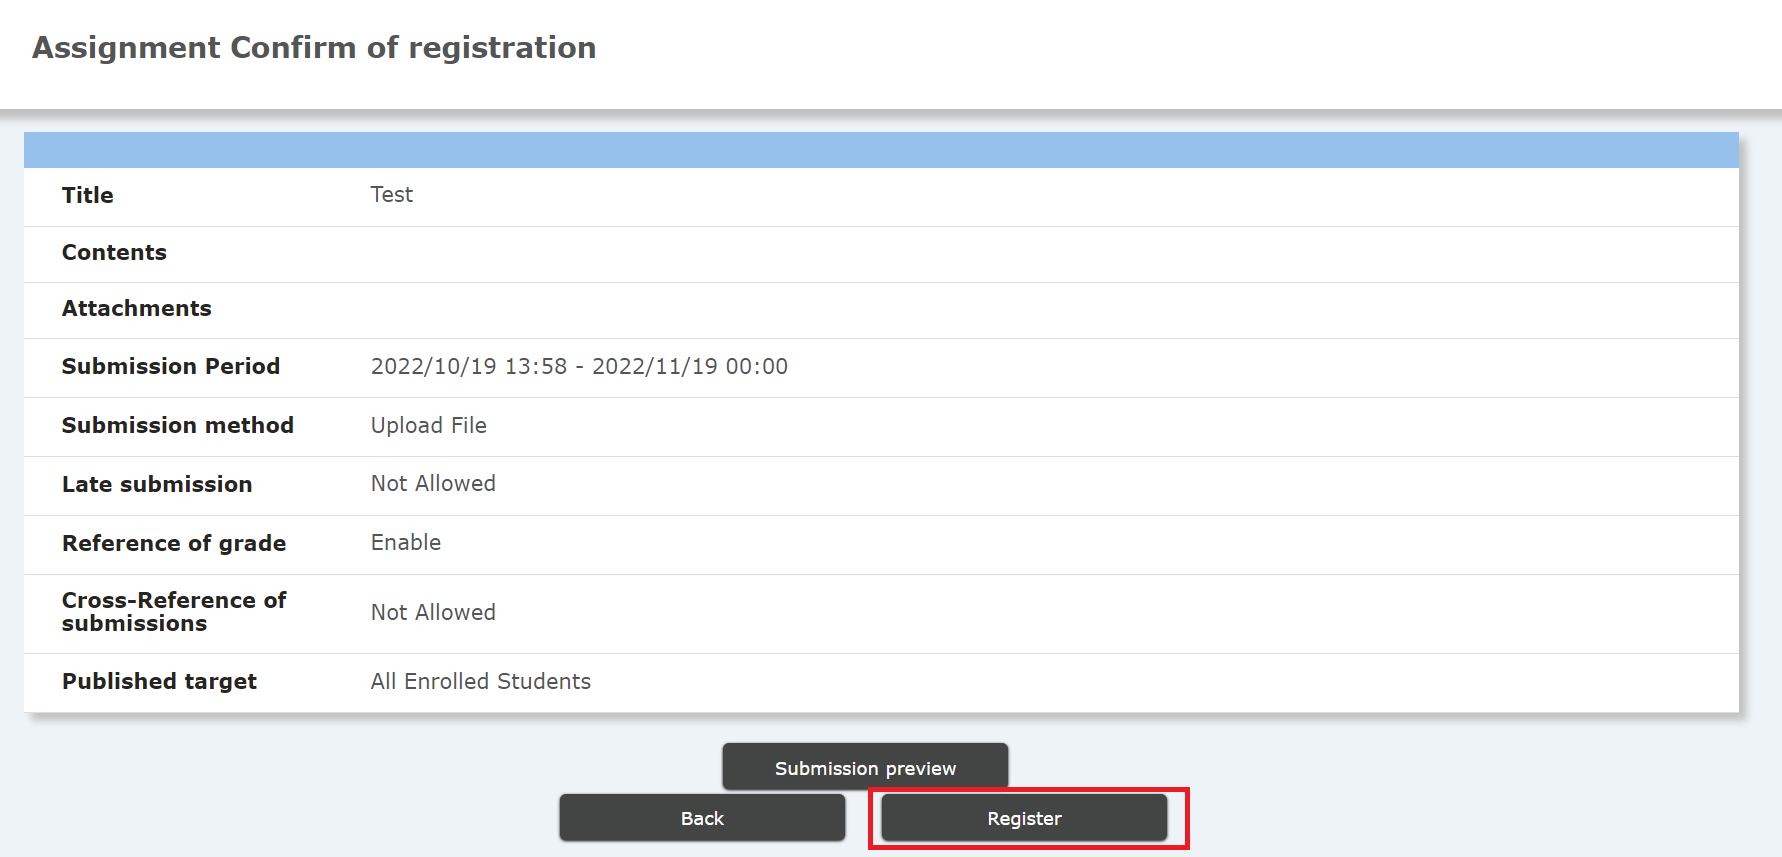 Assignment Confirm of registration
Title Test
Contents
Attachments
Submission Period 2022/10/19 13:58 - 2022/11/19 00:00
Submission method Upload File
Late submission Not Allowed
Reference of grade Enable
Cross-Reference of
submissions Not Allowed
Published target All Enrolled Students
Submission preview
Back Register